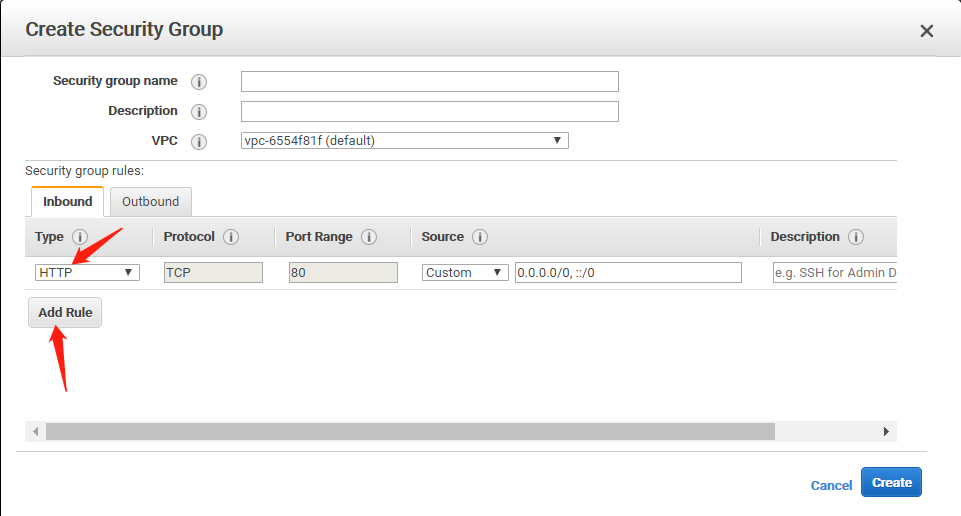 Create Security Group
Security group name
Description
VPC
vpc-6554f81f (default)
Security group rules:
Inbound
Outbound
Type Protocol Port Range Source Description
HTTP TCP 80 Custom 0.0.0.0/0, ::/0 e.g. SSH for Admin D
Add Rule
Cancel Create